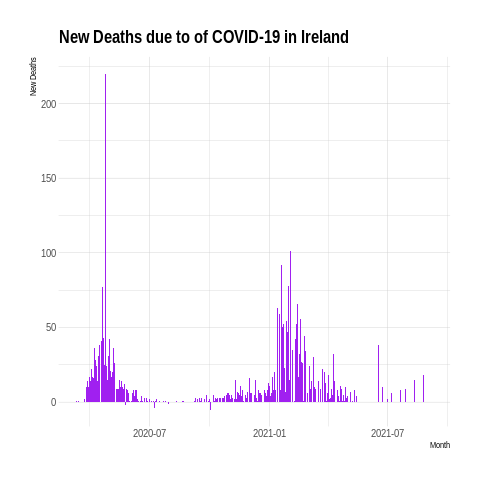 New Deaths due to of COVID-19 in Ireland
New Deaths
200
150
100
50
0
2020-07
2021-01
2021-07
Month